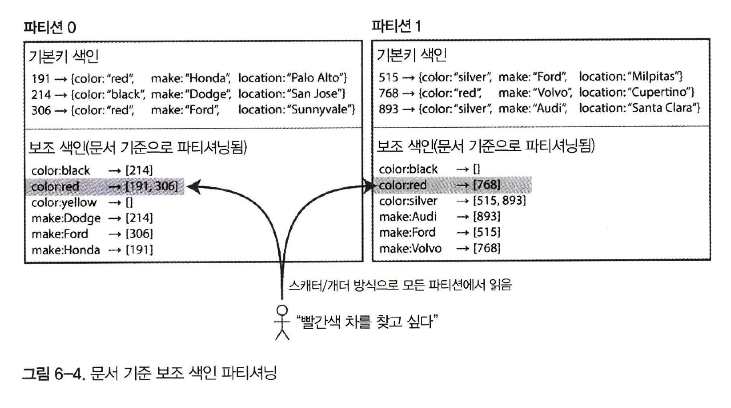 파티션 0
기본키 색인
191 → {color: "red", make: "Honda", location: "Palo Alto"}
214 → {color: "black", make: "Dodge", location: "San Jose"}
306 → {color: "red", make: "Ford", location: "Sunnyvale"}
보조 색인(문서 기준으로 파티셔닝됨)
color:black → [214]
color:red → [191, 306]
color:yellow → []
make:Dodge → [214]
make:Ford → [306]
make:Honda → [191]
파티션 1
기본키 색인
515 → {color: "silver", make: "Ford", location: "Milpitas"}
768 → {color: "red", make: "Volvo", location: "Cupertino"}
893 → {color: "silver", make: "Audi", location: "Santa Clara"}
보조 색인(문서 기준으로 파티셔닝됨)
color:black → []
color:red → [768]
color:silver → [515, 893]
make:Audi → [893]
make:Ford → [515]
make:Volvo → [768]
스캐터/개더 방식으로 모든 파티션에서 읽음
"빨간색 차를 찾고 싶다"
그림 6-4. 문서 기준 보조 색인 파티셔닝